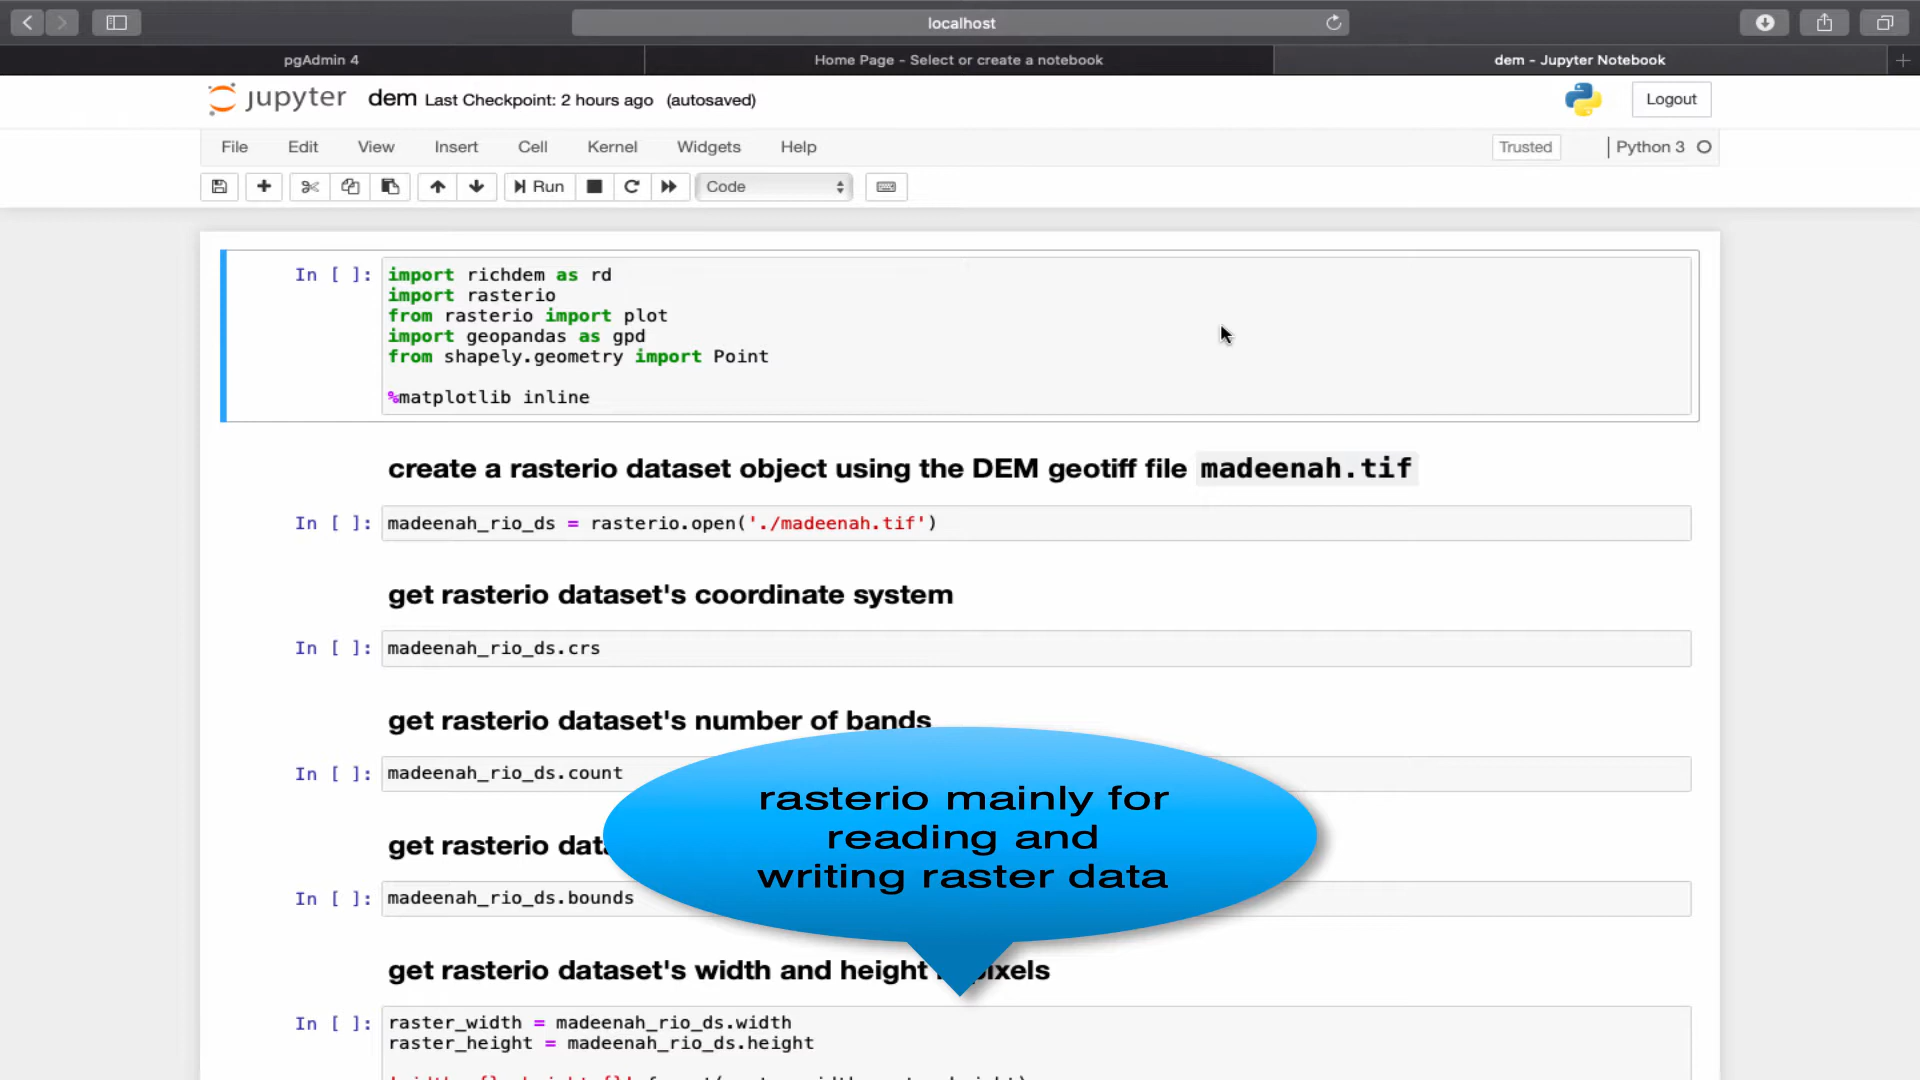 localhost
pgAdmin 4
Home Page - Select or create a notebook
dem - Jupyter Notebook
jupyter dem Last Checkpoint: 2 hours ago (autosaved)
Logout
File Edit View Insert Cell Kernel Widgets Help
Trusted
Python 3
Run
Code
In [ ]:
import richdem as rd
import rasterio
from rasterio import plot
import geopandas as gpd
from shapely.geometry import Point
%matplotlib inline
create a rasterio dataset object using the DEM geotiff file madeenah.tif
In [ ]: madeenah_rio_ds = rasterio.open('./madeenah.tif')
get rasterio dataset's coordinate system
In [ ]: madeenah_rio_ds.crs
get rasterio dataset's number of bands
In [ ]: madeenah_rio_ds.count
get rasterio
In [ ]: madeenah_rio_ds.bounds
rasterio mainly for
reading and
writing raster data
get rasterio dataset's width and height
In [ ]: raster_width = madeenah_rio_ds.width
raster_height = madeenah_rio_ds.height